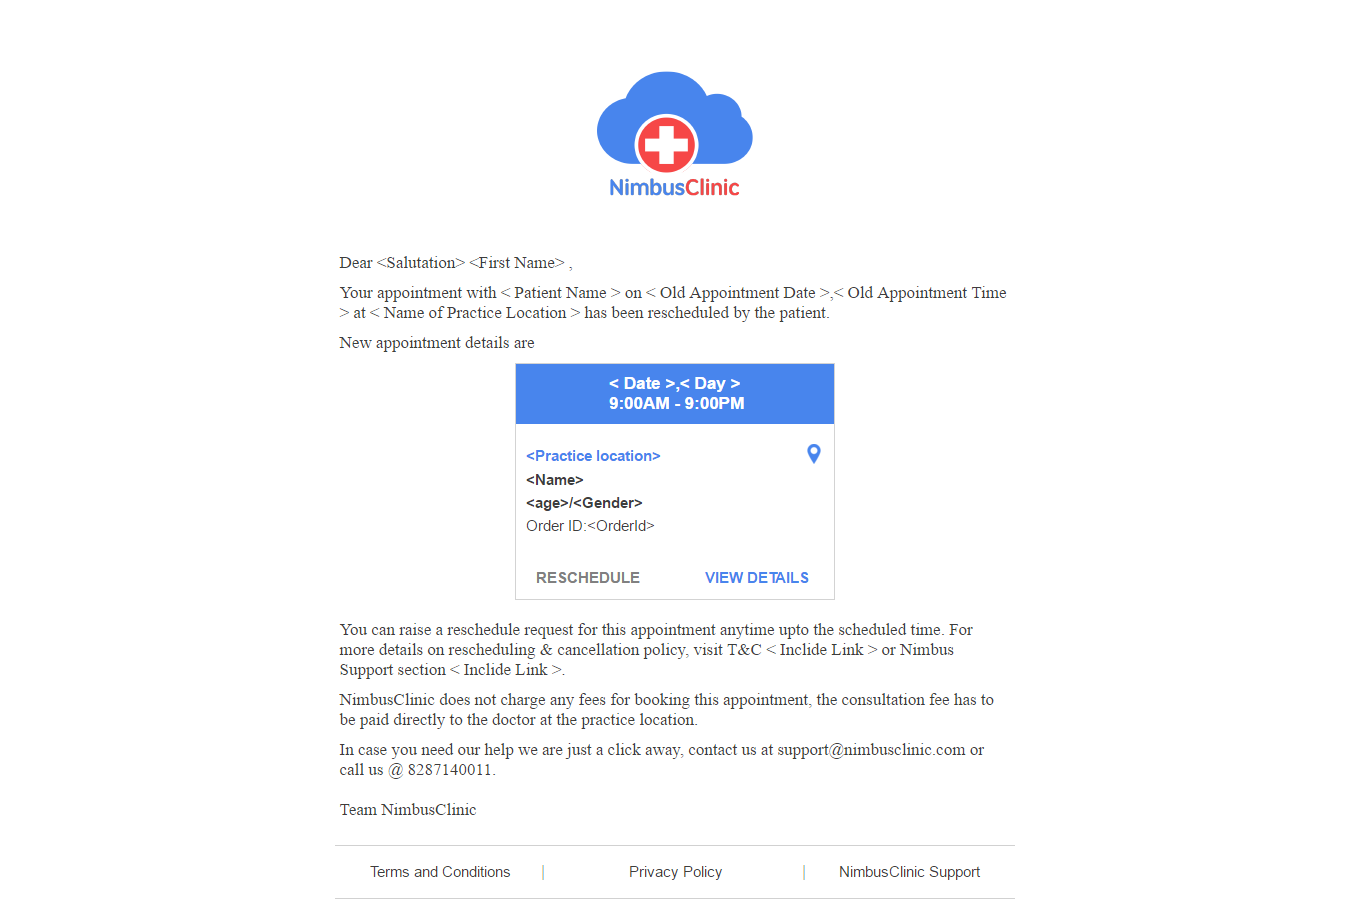 NimbusClinic
Dear <Salutation> <First Name> ,
Your appointment with < Patient Name > on < Old Appointment Date >,< Old Appointment Time
> at < Name of Practice Location > has been rescheduled by the patient.
New appointment details are
< Date >,< Day >
9:00AM - 9:00PM
<Practice location>
<Name>
<age>/<Gender>
Order ID:<OrderId>
RESCHEDULE VIEW DETAILS
You can raise a reschedule request for this appointment anytime upto the scheduled time. For
more details on rescheduling & cancellation policy, visit T&C < Inclide Link > or Nimbus
Support section < Inclide Link >.
NimbusClinic does not charge any fees for booking this appointment, the consultation fee has to
be paid directly to the doctor at the practice location.
In case you need our help we are just a click away, contact us at support@nimbusclinic.com or
call us @ 8287140011.
Team NimbusClinic
Terms and Conditions | Privacy Policy | NimbusClinic Support